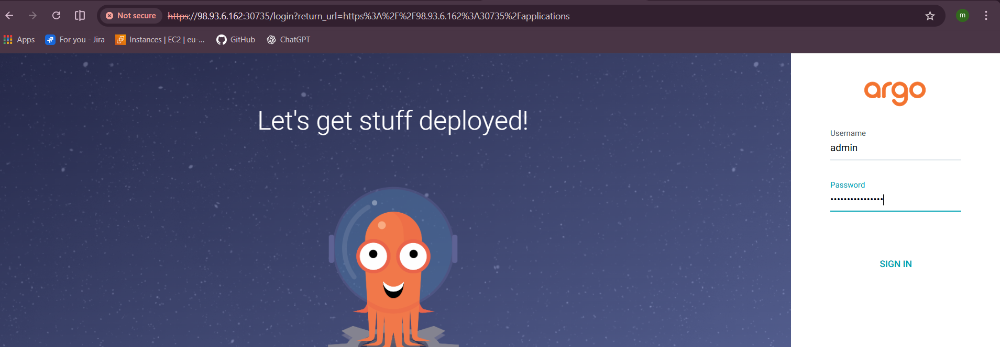 Not secure https://98.93.6.162:30735/login?return_url=https%3A%2F%2F98.93.6.162%3A30735%2Fapplications
m
Apps For you - Jira Instances | EC2 | eu-... GitHub ChatGPT
Let's get stuff deployed!
argo
Username
admin
Password
••••••••••••••••
SIGN IN